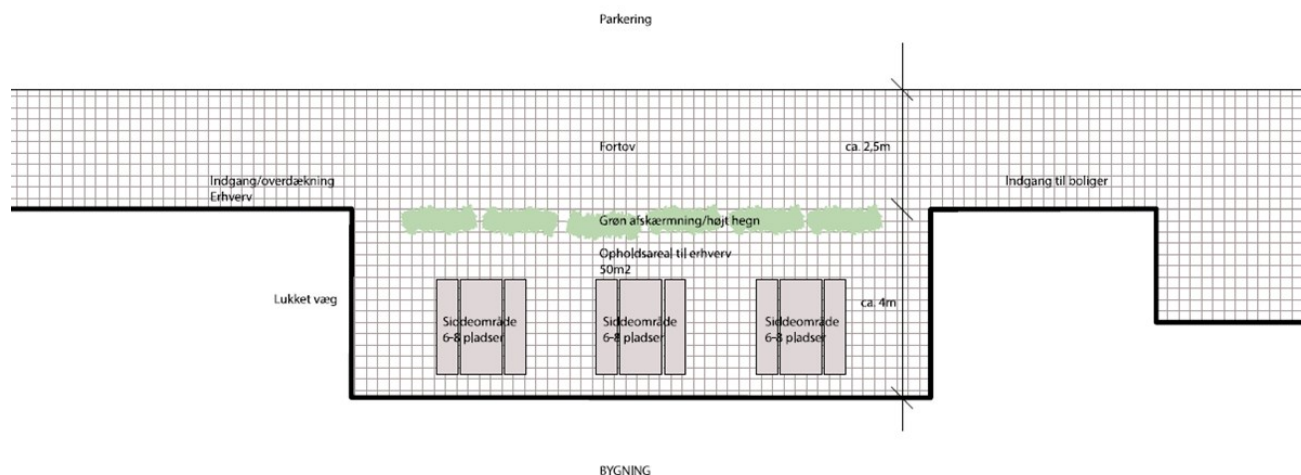 Parkering
Fortov
ca. 2,5m
Indgang/overdækning
Erhverv
Indgang til boliger
Grøn afskærmning/højt hegn
Opholdsareal til erhverv
50m2
Lukket væg
ca. 4m
Siddeområde
6-8 pladser
Siddeområde
6-8 pladser
Siddeområde
6-8 pladser
BYGNING